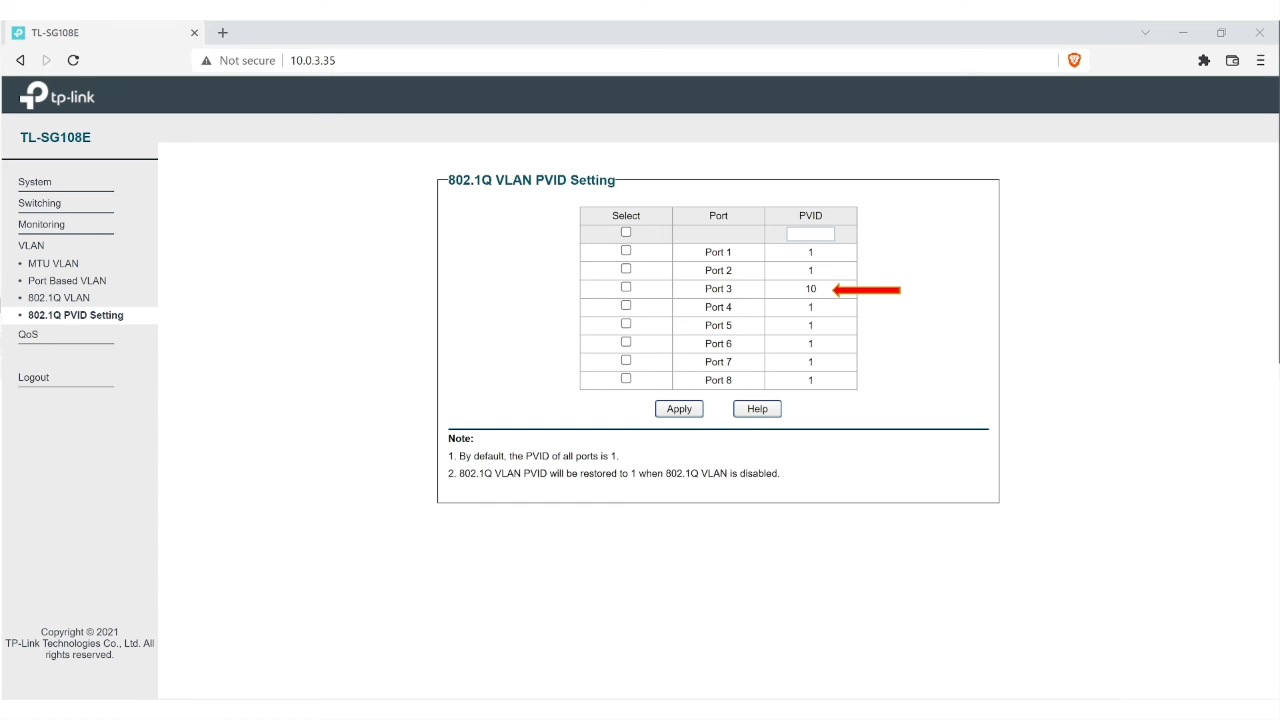 TL-SG108E
Not secure 10.0.3.35
tp-link
TL-SG108E
System
Switching
Monitoring
VLAN
• MTU VLAN
• Port Based VLAN
• 802.1Q VLAN
• 802.1Q PVID Setting
QoS
Logout
Copyright © 2021
TP-Link Technologies Co., Ltd. All
rights reserved.
802.1Q VLAN PVID Setting
Select Port PVID
Port 1 1
Port 2 1
Port 3 10
Port 4 1
Port 5 1
Port 6 1
Port 7 1
Port 8 1
Apply Help
Note:
1. By default, the PVID of all ports is 1.
2. 802.1Q VLAN PVID will be restored to 1 when 802.1Q VLAN is disabled.